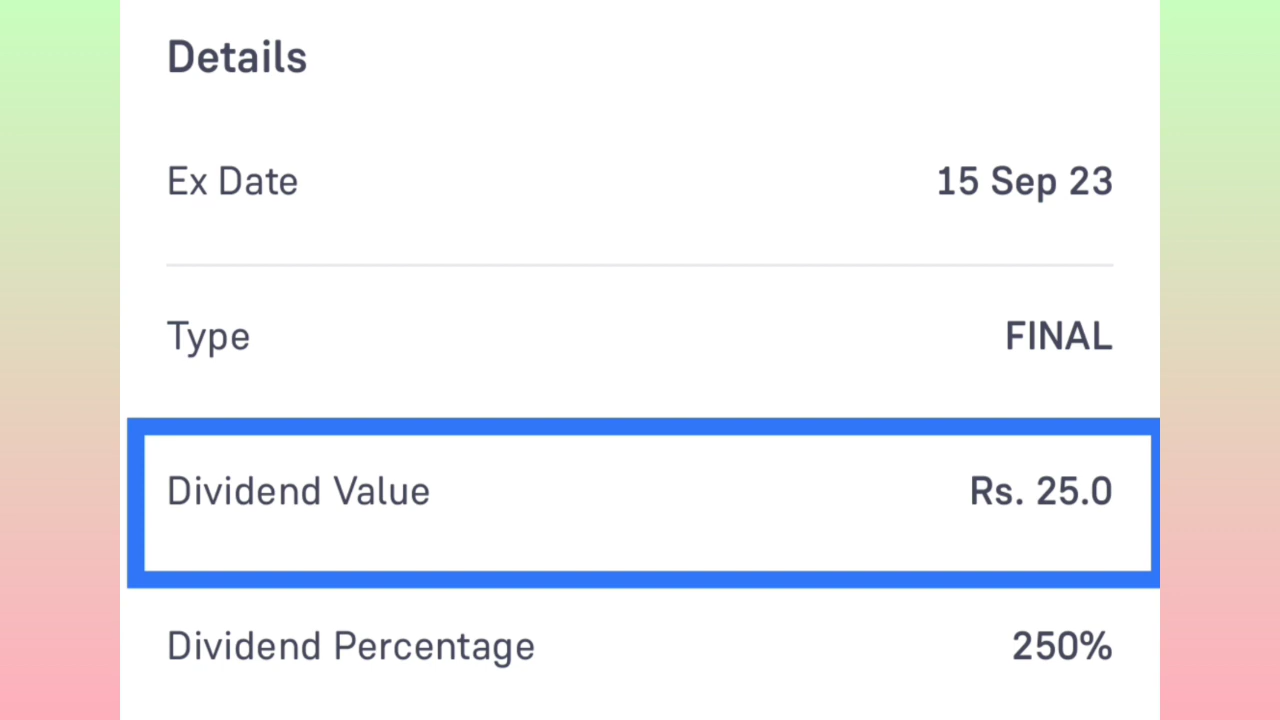 Details
Ex Date 15 Sep 23
Type FINAL
Dividend Value Rs. 25.0
Dividend Percentage 250%